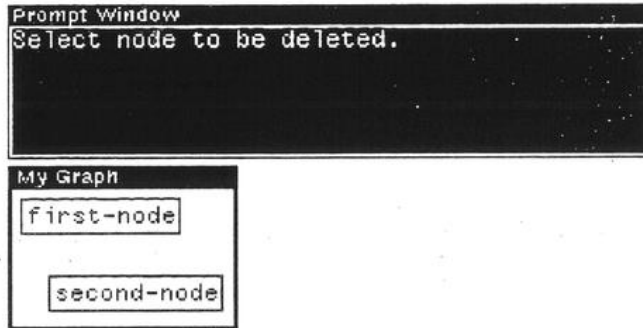 Prompt Window
Select node to be deleted.
My Graph
first-node
second-node